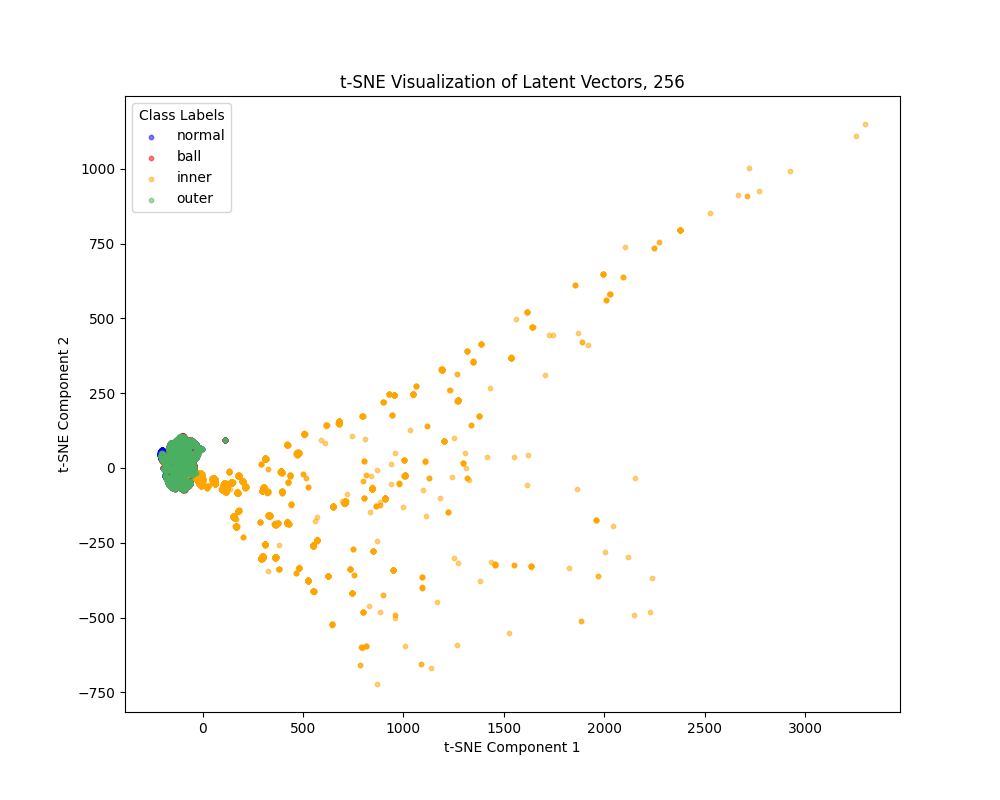 t-SNE Visualization of Latent Vectors, 256
Class Labels
normal
ball
inner
outer
t-SNE Component 2
1000
750
500
250
0
−250
−500
−750
0 500 1000 1500 2000 2500 3000
t-SNE Component 1